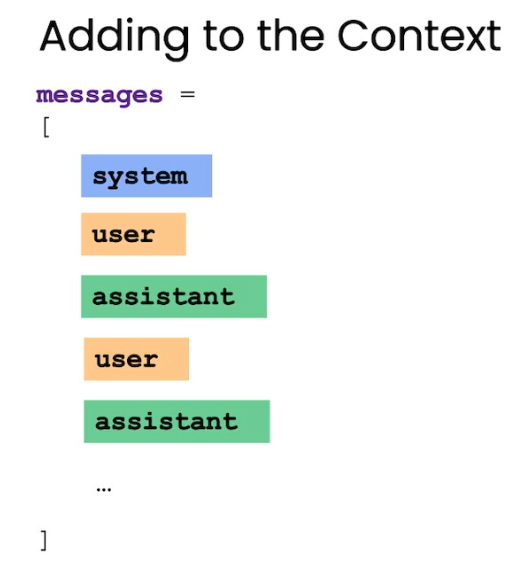 Adding to the Context
messages =
[
system
user
assistant
user
assistant
...
]